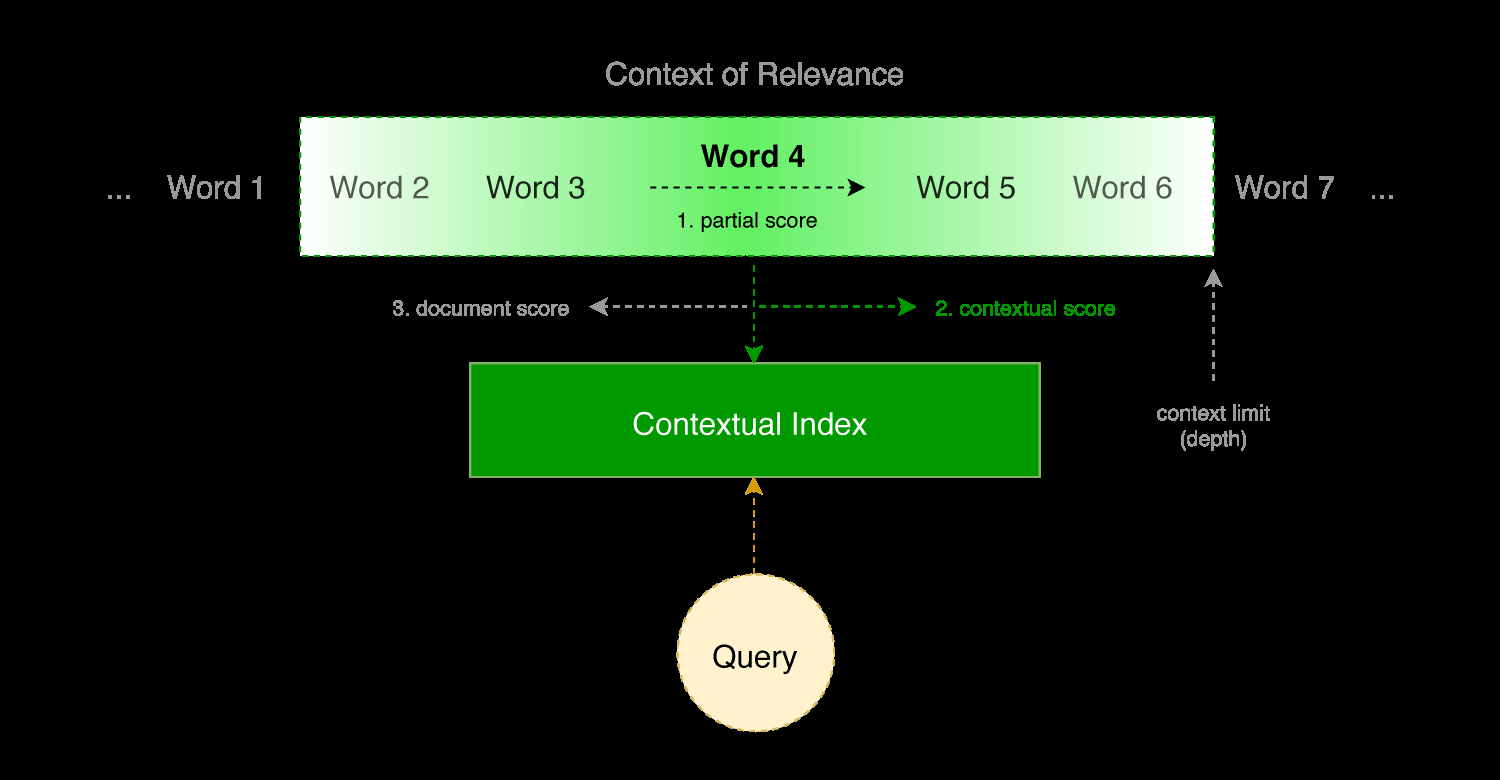 Context of Relevance
Word 4
... Word 1 Word 2 Word 3 Word 5 Word 6 Word 7 ...
1. partial score
3. document score 2. contextual score
Contextual Index
context limit
(depth)
Query